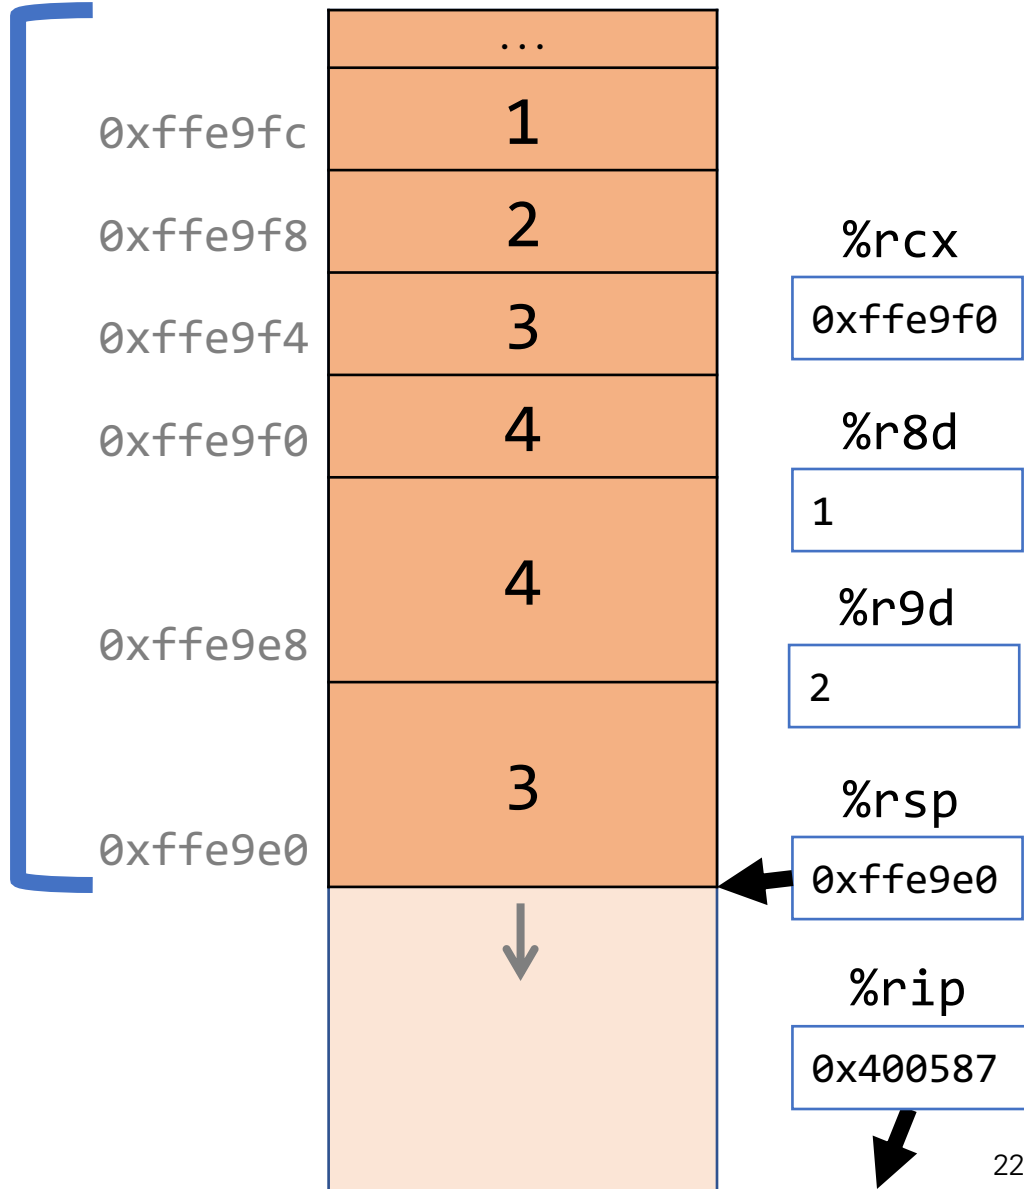 ...
0xffe9fc
1
0xffe9f8
2
0xffe9f4
3
0xffe9f0
4
0xffe9e8
4
0xffe9e0
3
%rcx
0xffe9f0
%r8d
1
%r9d
2
%rsp
0xffe9e0
%rip
0x400587
22